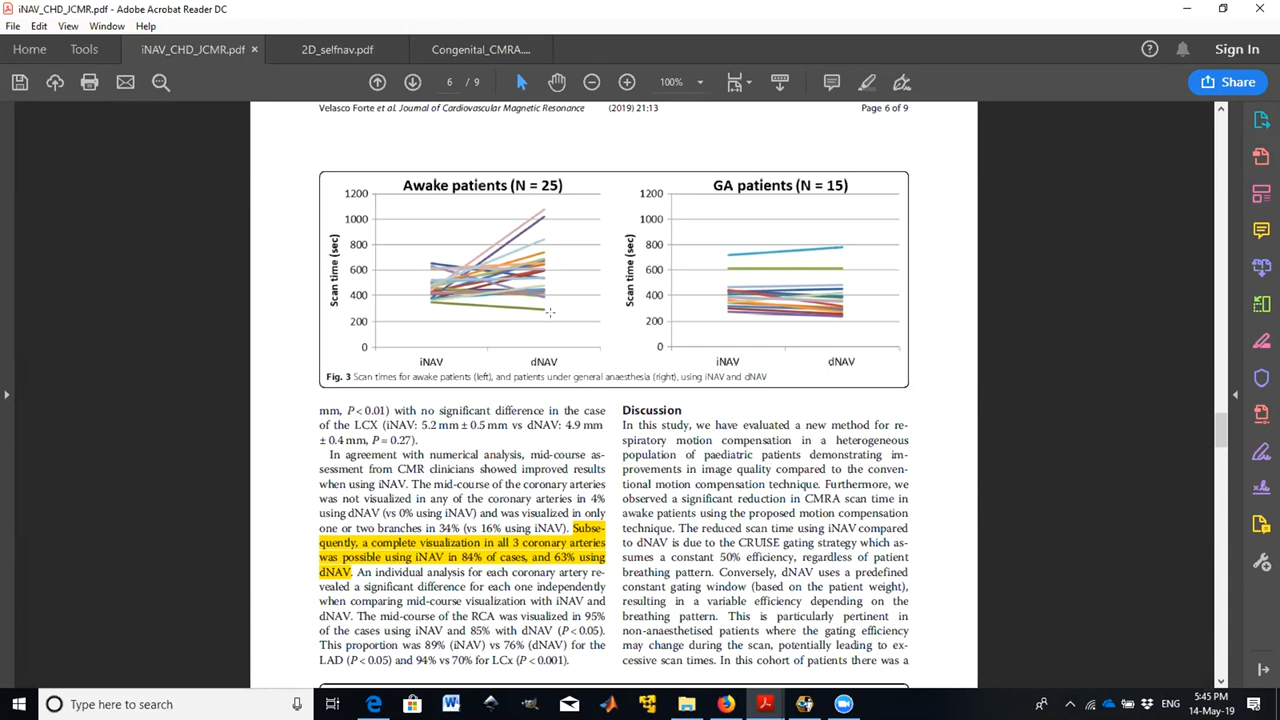 iNAV_CHD_JCMR.pdf - Adobe Acrobat Reader DC
File Edit View Window Help
Home Tools iNAV_CHD_JCMR.pdf × 2D_selfnav.pdf Congenital_CMRA.... Sign In
6 / 9 100% Share
Velasco Forte et al. Journal of Cardiovascular Magnetic Resonance (2019) 21:13 Page 6 of 9
Awake patients (N = 25)
1200
1000
800
600
400
200
0
Scan time (sec)
iNAV dNAV
GA patients (N = 15)
1200
1000
800
600
400
200
0
Scan time (sec)
iNAV dNAV
Fig. 3 Scan times for awake patients (left), and patients under general anaesthesia (right), using iNAV and dNAV
mm, P < 0.01) with no significant difference in the case
of the LCX (iNAV: 5.2 mm ± 0.5 mm vs dNAV: 4.9 mm
± 0.4 mm, P = 0.27).
In agreement with numerical analysis, mid-course as-
sessment from CMR clinicians showed improved results
when using iNAV. The mid-course of the coronary arteries
was not visualized in any of the coronary arteries in 4%
using dNAV (vs 0% using iNAV) and was visualized in only
one or two branches in 34% (vs 16% using iNAV). Subse-
quently, a complete visualization in all 3 coronary arteries
was possible using iNAV in 84% of cases, and 63% using
dNAV. An individual analysis for each coronary artery re-
vealed a significant difference for each one independently
when comparing mid-course visualization with iNAV and
dNAV. The mid-course of the RCA was visualized in 95%
of the cases using iNAV and 85% with dNAV (P < 0.05).
This proportion was 89% (iNAV) vs 76% (dNAV) for the
LAD (P < 0.05) and 94% vs 70% for LCx (P < 0.001).
Discussion
In this study, we have evaluated a new method for re-
spiratory motion compensation in a heterogeneous
population of paediatric patients demonstrating im-
provements in image quality compared to the conven-
tional motion compensation technique. Furthermore, we
observed a significant reduction in CMRA scan time in
awake patients using the proposed motion compensation
technique. The reduced scan time using iNAV compared
to dNAV is due to the CRUISE gating strategy which as-
sumes a constant 50% efficiency, regardless of patient
breathing pattern. Conversely, dNAV uses a predefined
constant gating window (based on the patient weight),
resulting in a variable efficiency depending on the
breathing pattern. This is particularly pertinent in
non-anaesthetised patients where the gating efficiency
may change during the scan, potentially leading to ex-
cessive scan times. In this cohort of patients there was a
Type here to search
ENG
5:45 PM
14-May-19